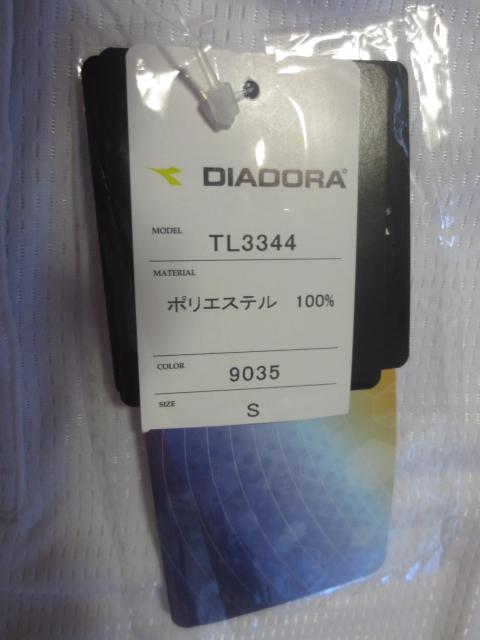 DIADORA®
MODEL
TL3344
MATERIAL
ポリエステル 100%
COLOR
9035
SIZE
S